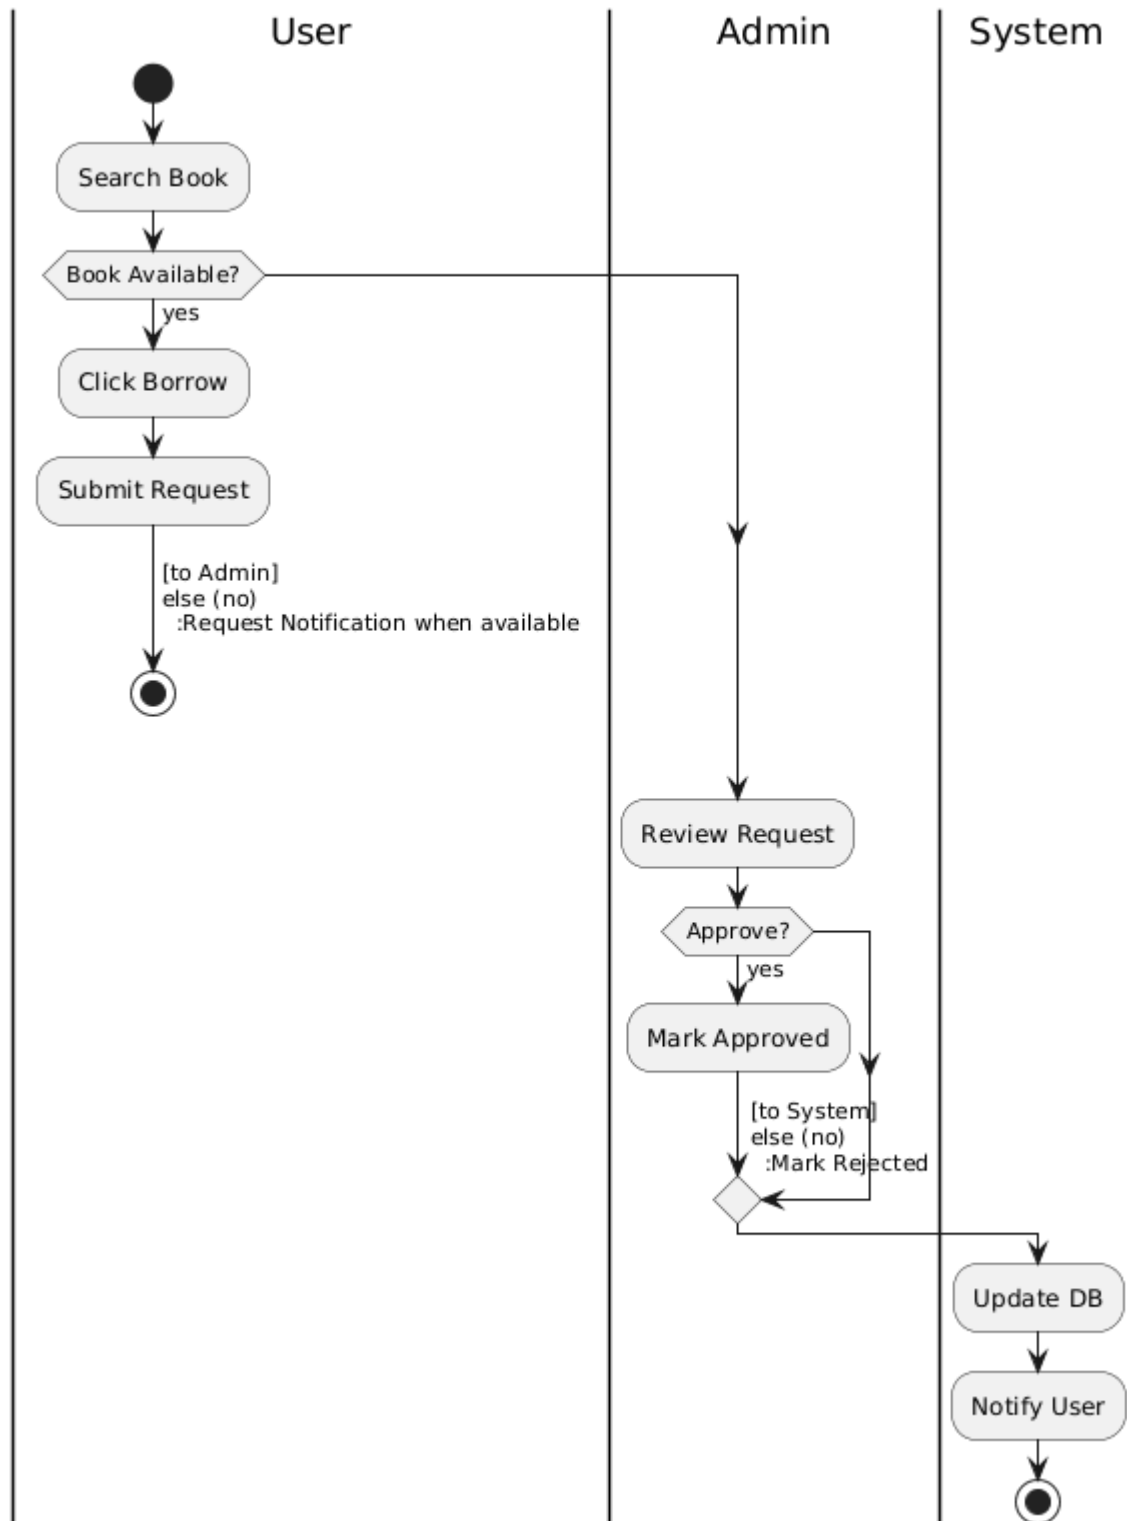 User
Admin
System
Search Book
Book Available?
yes
Click Borrow
Submit Request
[to Admin]
else (no)
:Request Notification when available
Review Request
Approve?
yes
Mark Approved
[to System]
else (no)
:Mark Rejected
Update DB
Notify User